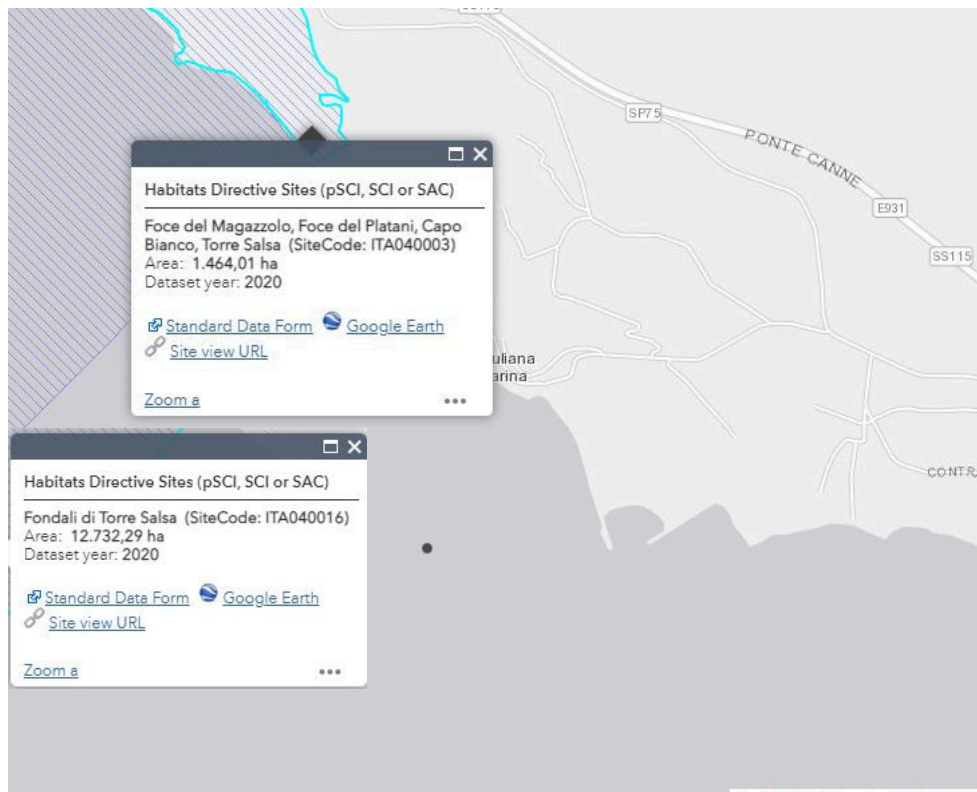 SP75
PONTE CANNE
E931
SS115
Habitats Directive Sites (pSCI, SCI or SAC)
Foce del Magazzolo, Foce del Platani, Capo
Bianco, Torre Salsa (SiteCode: ITA040003)
Area: 1.464,01 ha
Dataset year: 2020
Standard Data Form Google Earth
Site view URL
Zoom a
uliana
arina
CONTR
Habitats Directive Sites (pSCI, SCI or SAC)
Fondali di Torre Salsa (SiteCode: ITA040016)
Area: 12.732,29 ha
Dataset year: 2020
Standard Data Form Google Earth
Site view URL
Zoom a